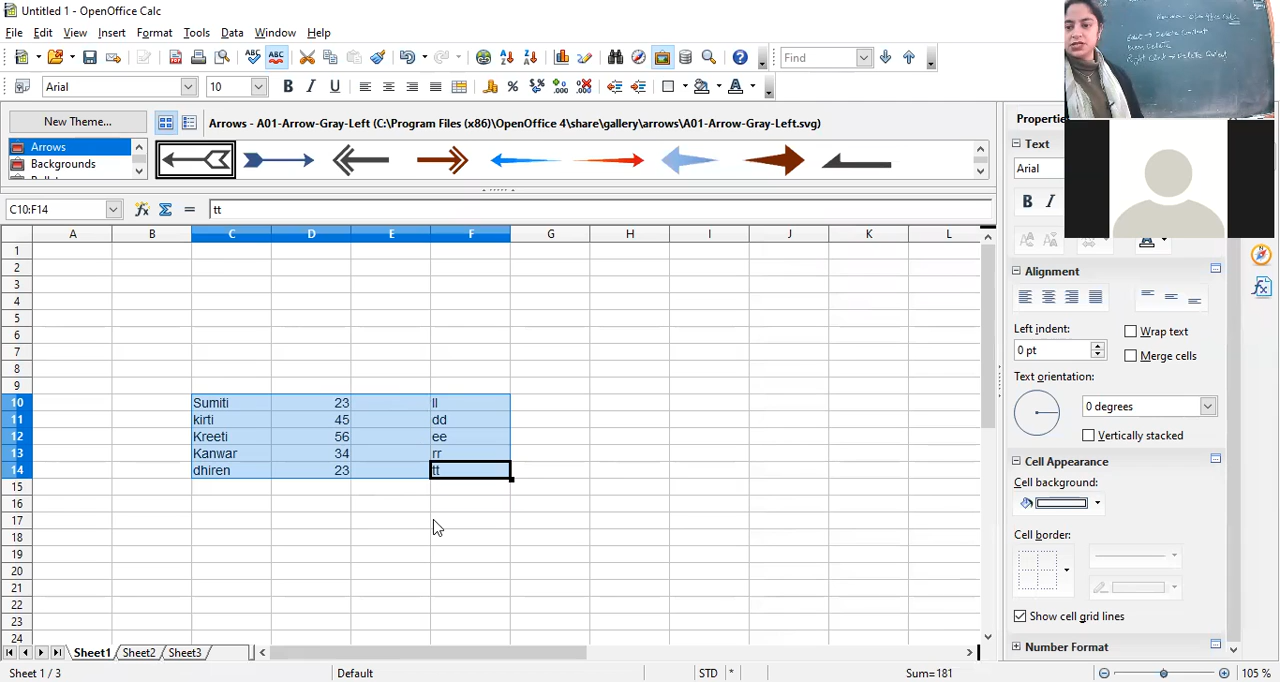 Untitled 1 - OpenOffice Calc
File Edit View Insert Format Tools Data Window Help
Find
Arial 10
New Theme...
Arrows - A01-Arrow-Gray-Left (C:\Program Files (x86)\OpenOffice 4\share\gallery\arrows\A01-Arrow-Gray-Left.svg)
Arrows
Backgrounds
C10:F14 tt
A B C D E F G H I J K L
1
2
3
4
5
6
7
8
9
10 Sumiti 23 ll
11 kirti 45 dd
12 Kreeti 56 ee
13 Kanwar 34 rr
14 dhiren 23 tt
15
16
17
18
19
20
21
22
23
24
Sheet1 Sheet2 Sheet3
Sheet 1 / 3 Default STD * Sum=181 105 %
Properties
Text
Arial
B I
Alignment
Left indent:
0 pt
Wrap text
Merge cells
Text orientation:
0 degrees
Vertically stacked
Cell Appearance
Cell background:
Cell border:
Show cell grid lines
Number Format